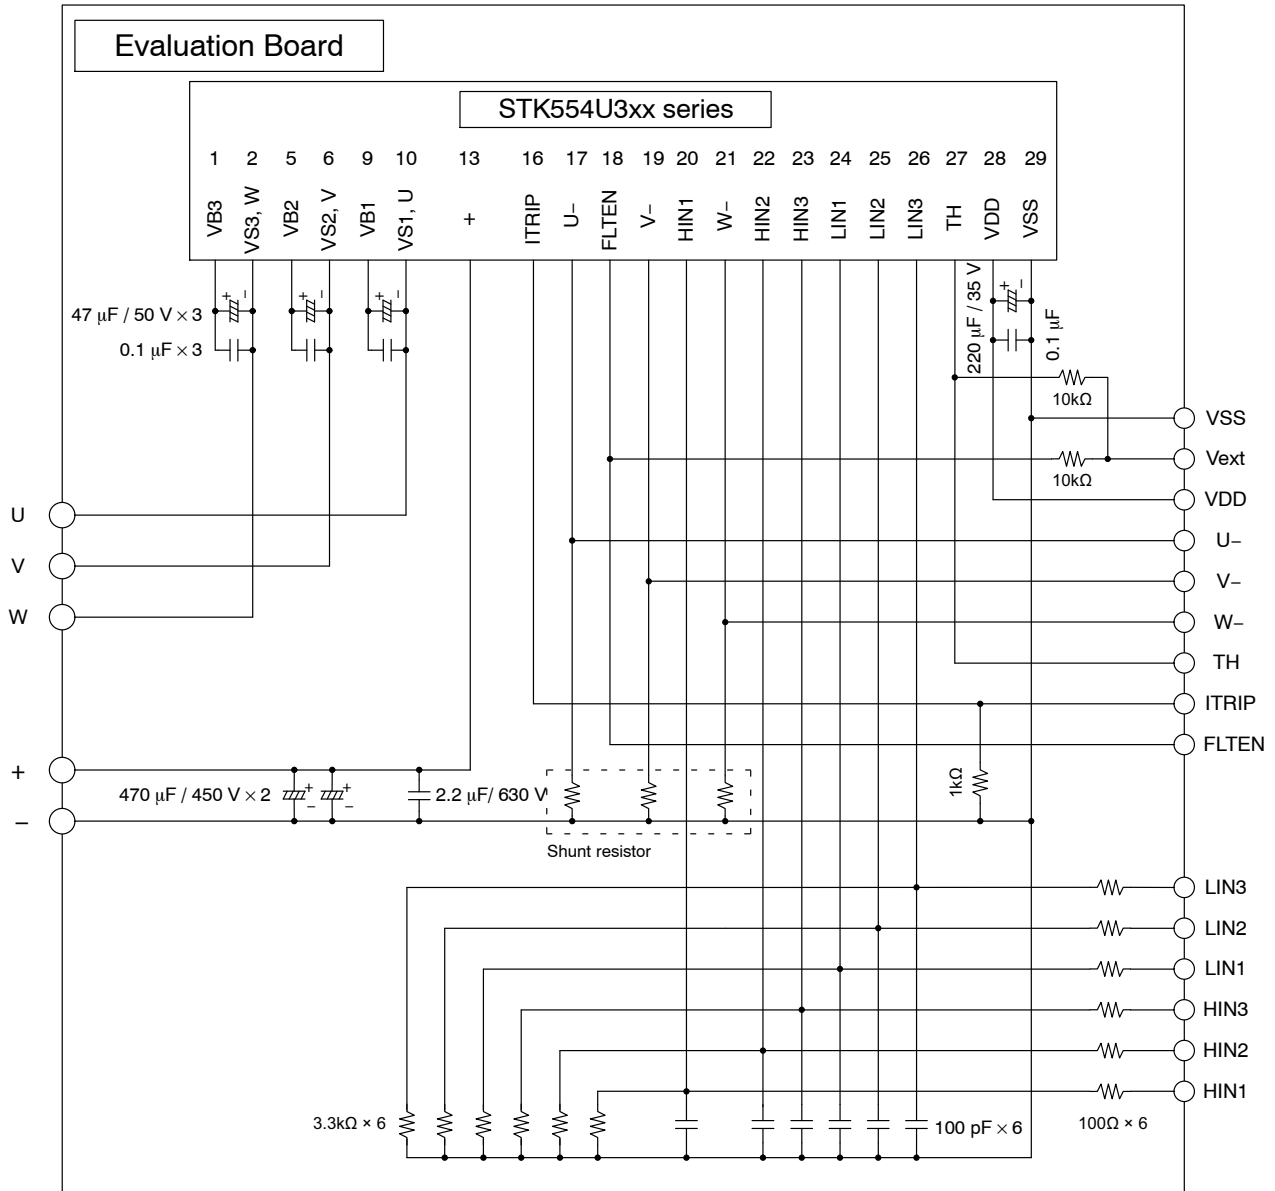 Evaluation Board
STK554U3xx series
1 2 5 6 9 10 13 16 17 18 19 20 21 22 23 24 25 26 27 28 29
VB3
VS3, W
VB2
VS2, V
VB1
VS1, U
+
ITRIP
U−
FLTEN
V−
HIN1
W−
HIN2
HIN3
LIN1
LIN2
LIN3
TH
VDD
VSS
47 μF / 50 V × 3
+ − + − + −
0.1 μF × 3
220 μF / 35 V
+ −
0.1 μF
10kΩ
VSS
Vext
10kΩ
VDD
U
U−
V
V−
W
W−
TH
ITRIP
FLTEN
+
470 μF / 450 V × 2
+ −
+ −
2.2 μF/ 630 V
1kΩ
−
Shunt resistor
LIN3
LIN2
LIN1
HIN3
HIN2
HIN1
3.3kΩ × 6
100 pF × 6
100Ω × 6